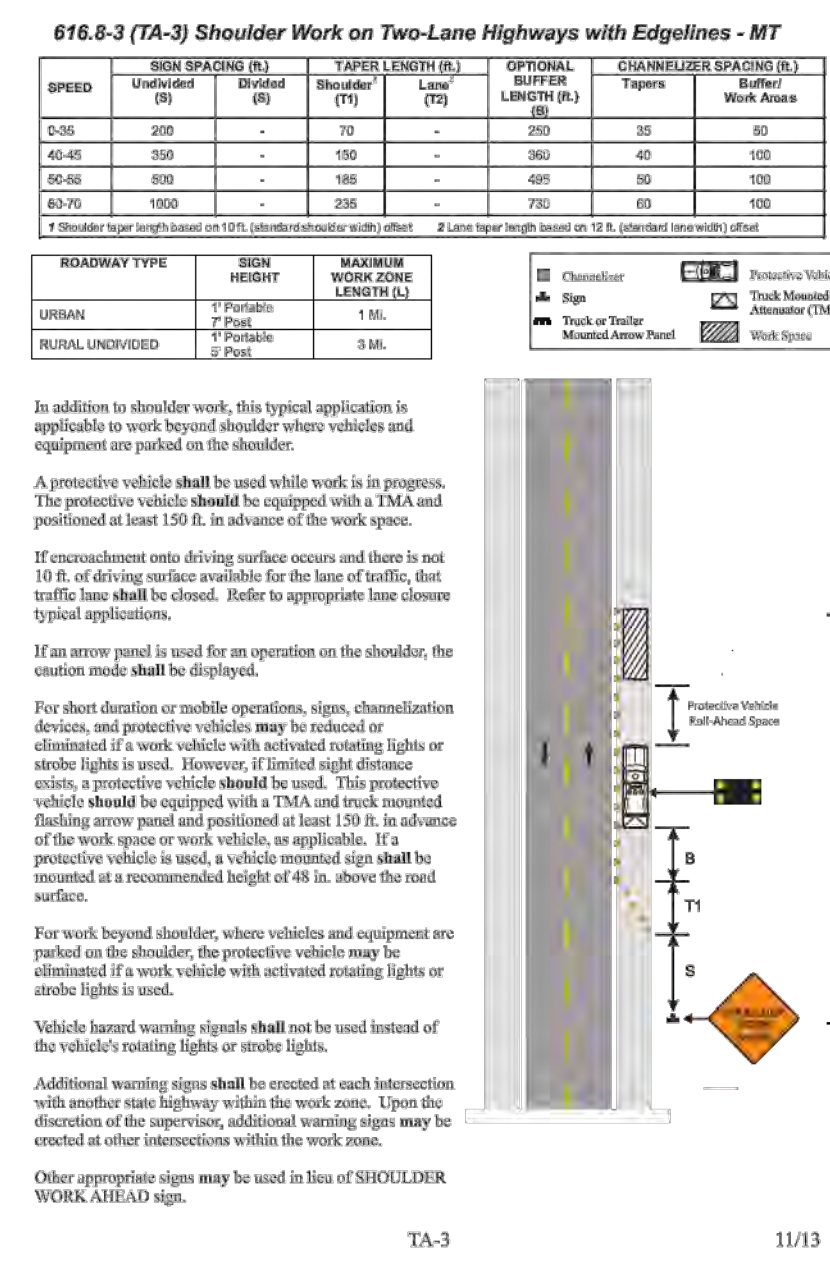 616.8-3 (TA-3) Shoulder Work on Two-Lane Highways with Edgelines - MT
SPEED
SIGN SPACING (ft.)
TAPER LENGTH (ft.)
OPTIONAL
BUFFER
LENGTH (ft.)
(B)
CHANNELIZER SPACING (ft.)
Undivided
(S)
Divided
(S)
Shoulder1
(T1)
Lane2
(T2)
Tapers
Buffer/
Work Areas
0-35 200 - 70 - 250 35 50
40-45 350 - 150 - 360 40 100
50-55 500 - 185 - 495 50 100
60-70 1000 - 235 - 730 60 100
1 Shoulder taper length based on 10 ft. (standard shoulder width) offset 2 Lane taper length based on 12 ft. (standard lane width) offset
ROADWAY TYPE
SIGN
HEIGHT
MAXIMUM
WORK ZONE
LENGTH (L)
URBAN
1' Portable
7' Post
1 Mi.
RURAL UNDIVIDED
1' Portable
5' Post
3 Mi.
Channelizer
Sign
Truck or Trailer
Mounted Arrow Panel
Protective Vehic
Truck Mounted
Attenuator (TM
Work Space
In addition to shoulder work, this typical application is
applicable to work beyond shoulder where vehicles and
equipment are parked on the shoulder.
A protective vehicle shall be used while work is in progress.
The protective vehicle should be equipped with a TMA and
positioned at least 150 ft. in advance of the work space.
If encroachment onto driving surface occurs and there is not
10 ft. of driving surface available for the lane of traffic, that
traffic lane shall be closed. Refer to appropriate lane closure
typical applications.
If an arrow panel is used for an operation on the shoulder, the
caution mode shall be displayed.
For short duration or mobile operations, signs, channelization
devices, and protective vehicles may be reduced or
eliminated if a work vehicle with activated rotating lights or
strobe lights is used. However, if limited sight distance
exists, a protective vehicle should be used. This protective
vehicle should be equipped with a TMA and truck mounted
flashing arrow panel and positioned at least 150 ft. in advance
of the work space or work vehicle, as applicable. If a
protective vehicle is used, a vehicle mounted sign shall be
mounted at a recommended height of 48 in. above the road
surface.
For work beyond shoulder, where vehicles and equipment are
parked on the shoulder, the protective vehicle may be
eliminated if a work vehicle with activated rotating lights or
strobe lights is used.
Vehicle hazard warning signals shall not be used instead of
the vehicle's rotating lights or strobe lights.
Additional warning signs shall be erected at each intersection
with another state highway within the work zone. Upon the
discretion of the supervisor, additional warning signs may be
erected at other intersections within the work zone.
Other appropriate signs may be used in lieu of SHOULDER
WORK AHEAD sign.
Protective Vehicle
Roll-Ahead Space
B
T1
S
TA-3
11/13